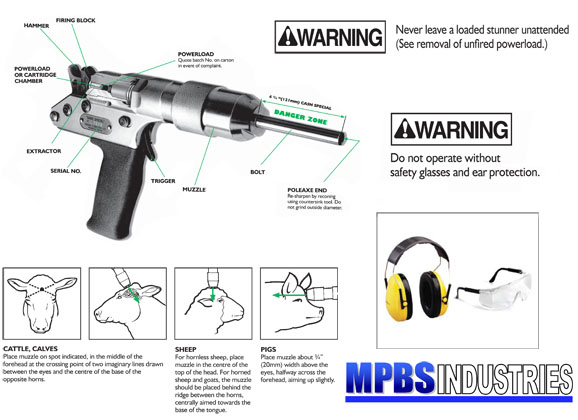 HAMMER
FIRING BLOCK
POWERLOAD
Quote batch No. on carton
in event of complaint.
POWERLOAD
OR CARTRIDGE
CHAMBER
4 ¾"(121mm) CASH SPECIAL
DANGER ZONE
EXTRACTOR
SERIAL NO.
TRIGGER
MUZZLE
BOLT
POLEAXE END
Re-sharpen by reconing
using countersink tool. Do
not grind outside diameter.
WARNING
Never leave a loaded stunner unattended
(See removal of unfired powerload.)
WARNING
Do not operate without
safety glasses and ear protection.
CATTLE, CALVES
Place muzzle on spot indicated, in the middle of the
forehead at the crossing point of two imaginary lines drawn
between the eyes and the centre of the base of the
opposite horns.
SHEEP
For hornless sheep, place
muzzle in the centre of the
top of the head. For horned
sheep and goats, the muzzle
should be placed behind the
ridge between the horns,
centrally aimed towards the
base of the tongue.
PIGS
Place muzzle about ¾"
(20mm) width above the
eyes, halfway across the
forehead, aiming up slightly.
MPBS INDUSTRIES